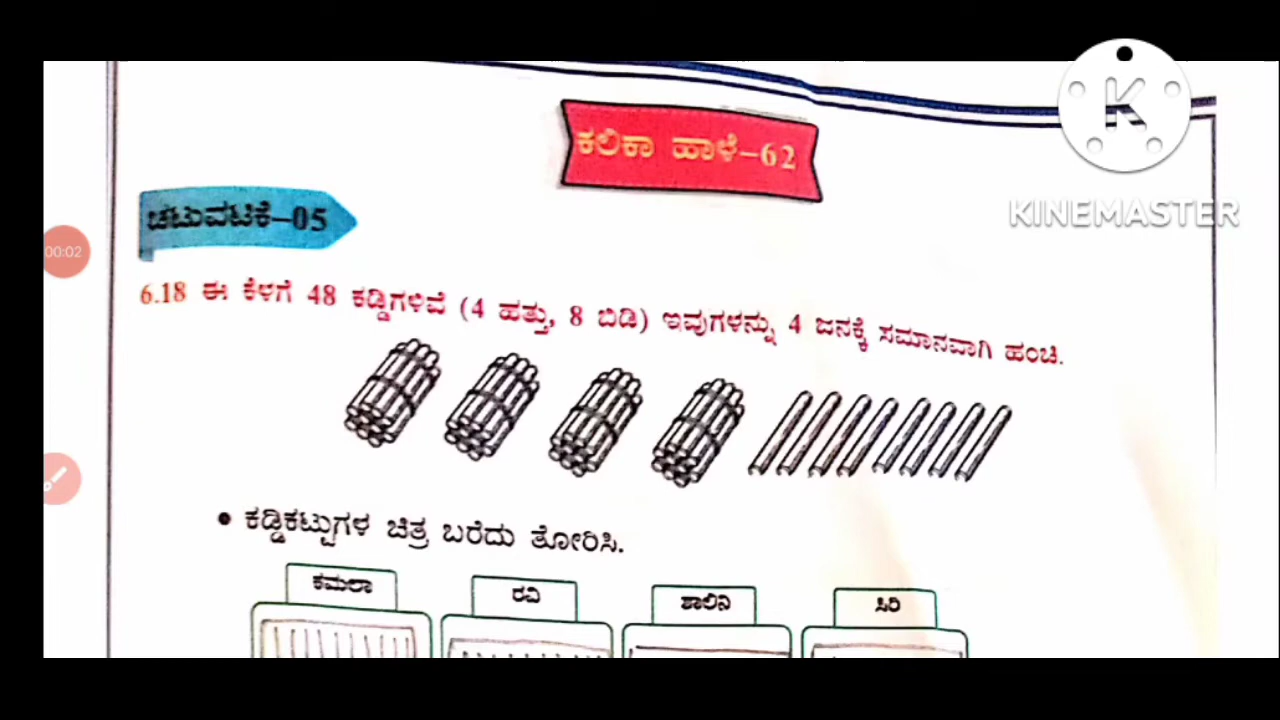 ಕಲಿಕಾ ಹಾಳೆ-62
K
KINEMASTER
ಚಟುವಟಿಕೆ-05
00:02
6.18 ಈ ಕೆಳಗೆ 48 ಕಡ್ಡಿಗಳಿವೆ (4 ಹತ್ತು, 8 ಬಿಡಿ) ಇವುಗಳನ್ನು 4 ಜನಕ್ಕೆ ಸಮಾನವಾಗಿ ಹಂಚಿ.
• ಕಡ್ಡಿಕಟ್ಟುಗಳ ಚಿತ್ರ ಬರೆದು ತೋರಿಸಿ.
ಕಮಲಾ ರವಿ ಶಾಲಿನಿ ಸಿರಿ